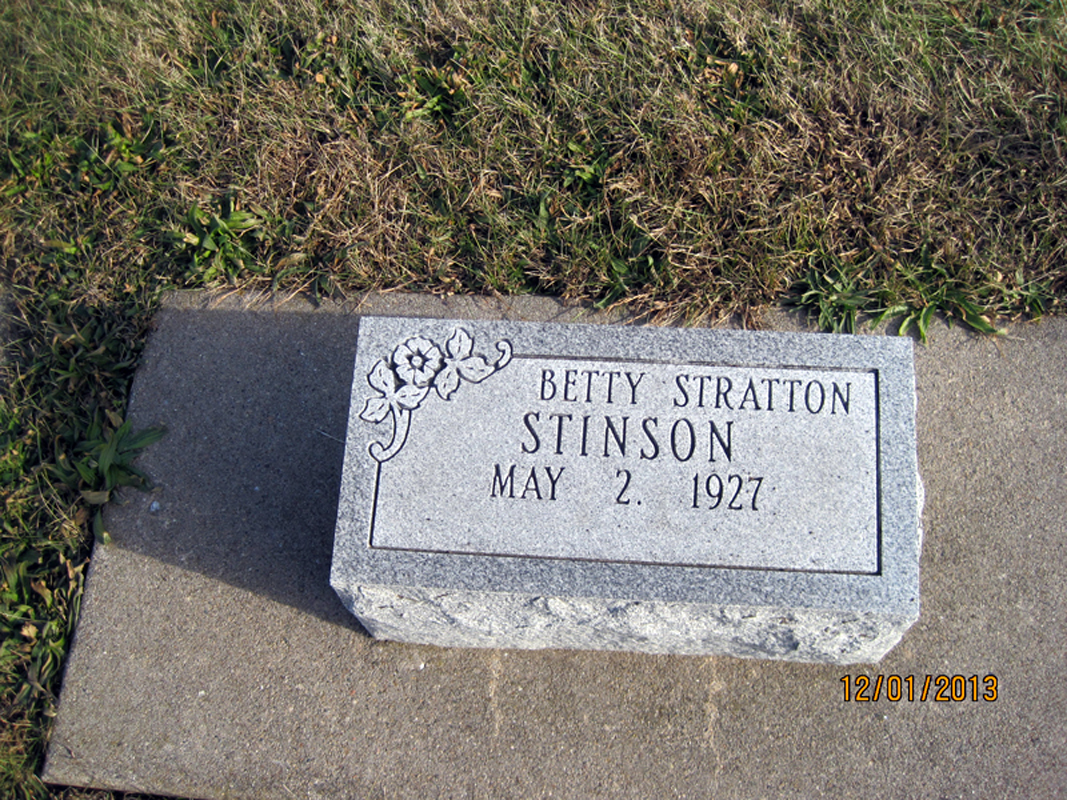 BETTY STRATTON
STINSON
MAY 2. 1927
12/01/2013